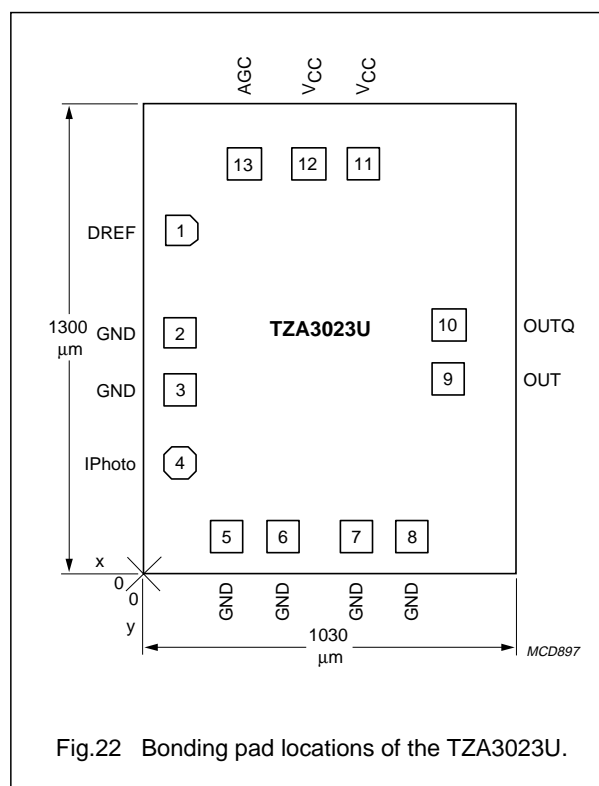 AGC
VCC
VCC
13
12
11
DREF
1
1300
μm
GND
2
TZA3023U
10
OUTQ
GND
3
9
OUT
IPhoto
4
5
6
7
8
x
0
0
y
GND
GND
GND
GND
1030
μm
MCD897
Fig.22 Bonding pad locations of the TZA3023U.